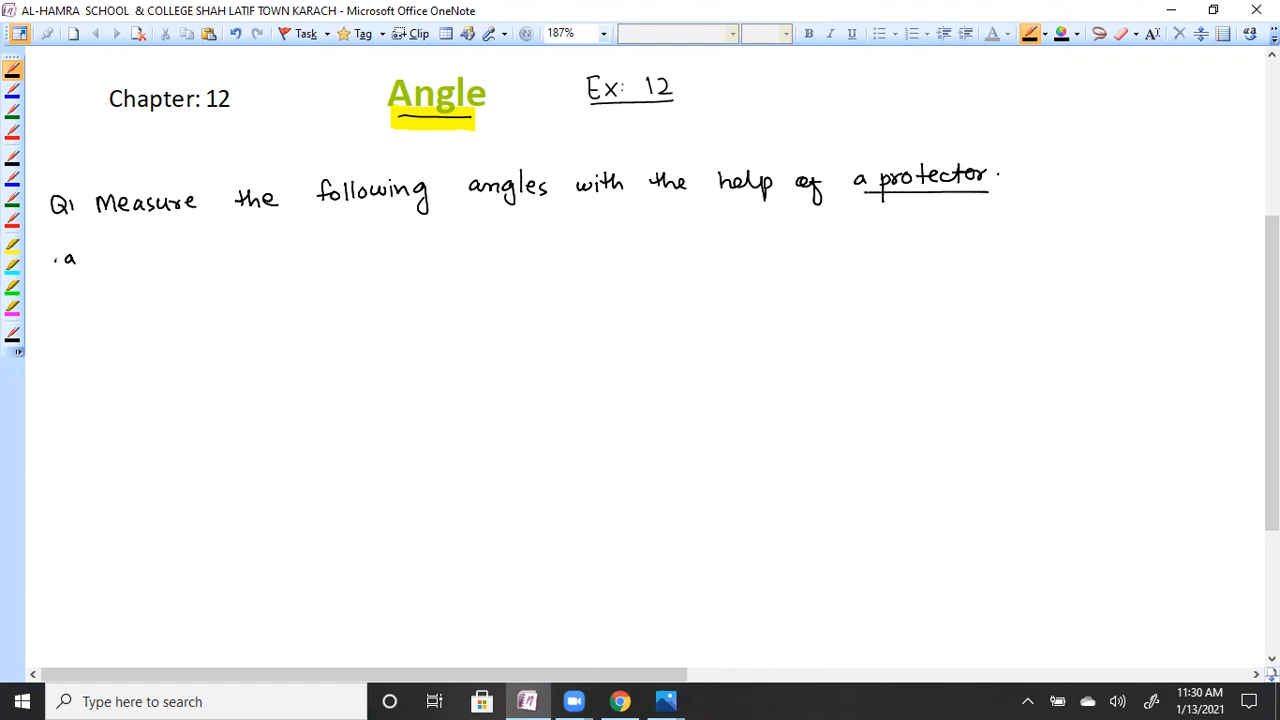 AL-HAMRA SCHOOL & COLLEGE SHAH LATIF TOWN KARACH - Microsoft Office OneNote
Task Tag Clip 187% B I U
Chapter: 12 Angle Ex: 12
Q1 Measure the following angles with the help of a protector.
. a
Type here to search
11:30 AM
1/13/2021